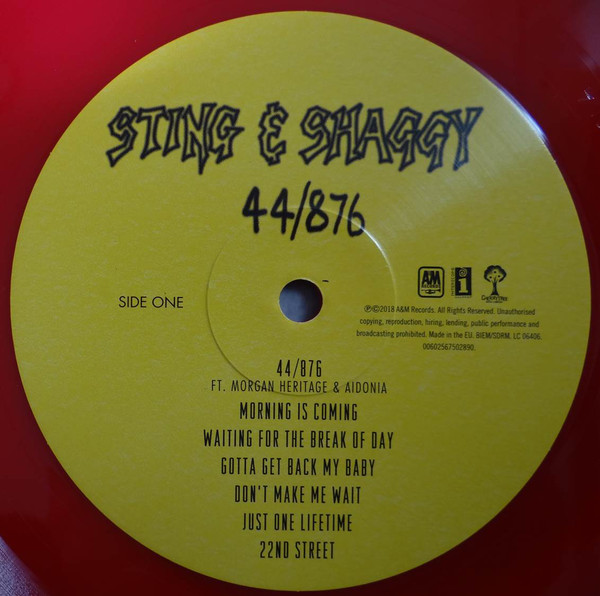 STING & SHAGGY
44/876
SIDE ONE
A&M
RECORDS
i
℗©2018 A&M Records. All Rights Reserved. Unauthorised
copying, reproduction, hiring, lending, public performance and
broadcasting prohibited. Made in the EU. BIEM/SDRM. LC 06406.
00602567502890.
44/876
FT. MORGAN HERITAGE & AIDONIA
MORNING IS COMING
WAITING FOR THE BREAK OF DAY
GOTTA GET BACK MY BABY
DON'T MAKE ME WAIT
JUST ONE LIFETIME
22ND STREET